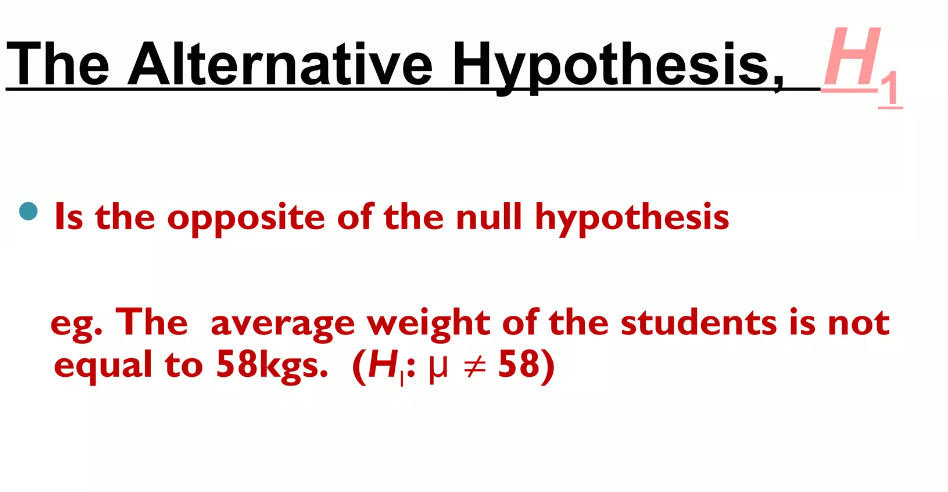 The Alternative Hypothesis, H₁
• Is the opposite of the null hypothesis
eg. The average weight of the students is not
equal to 58kgs. (H₁: μ ≠ 58)